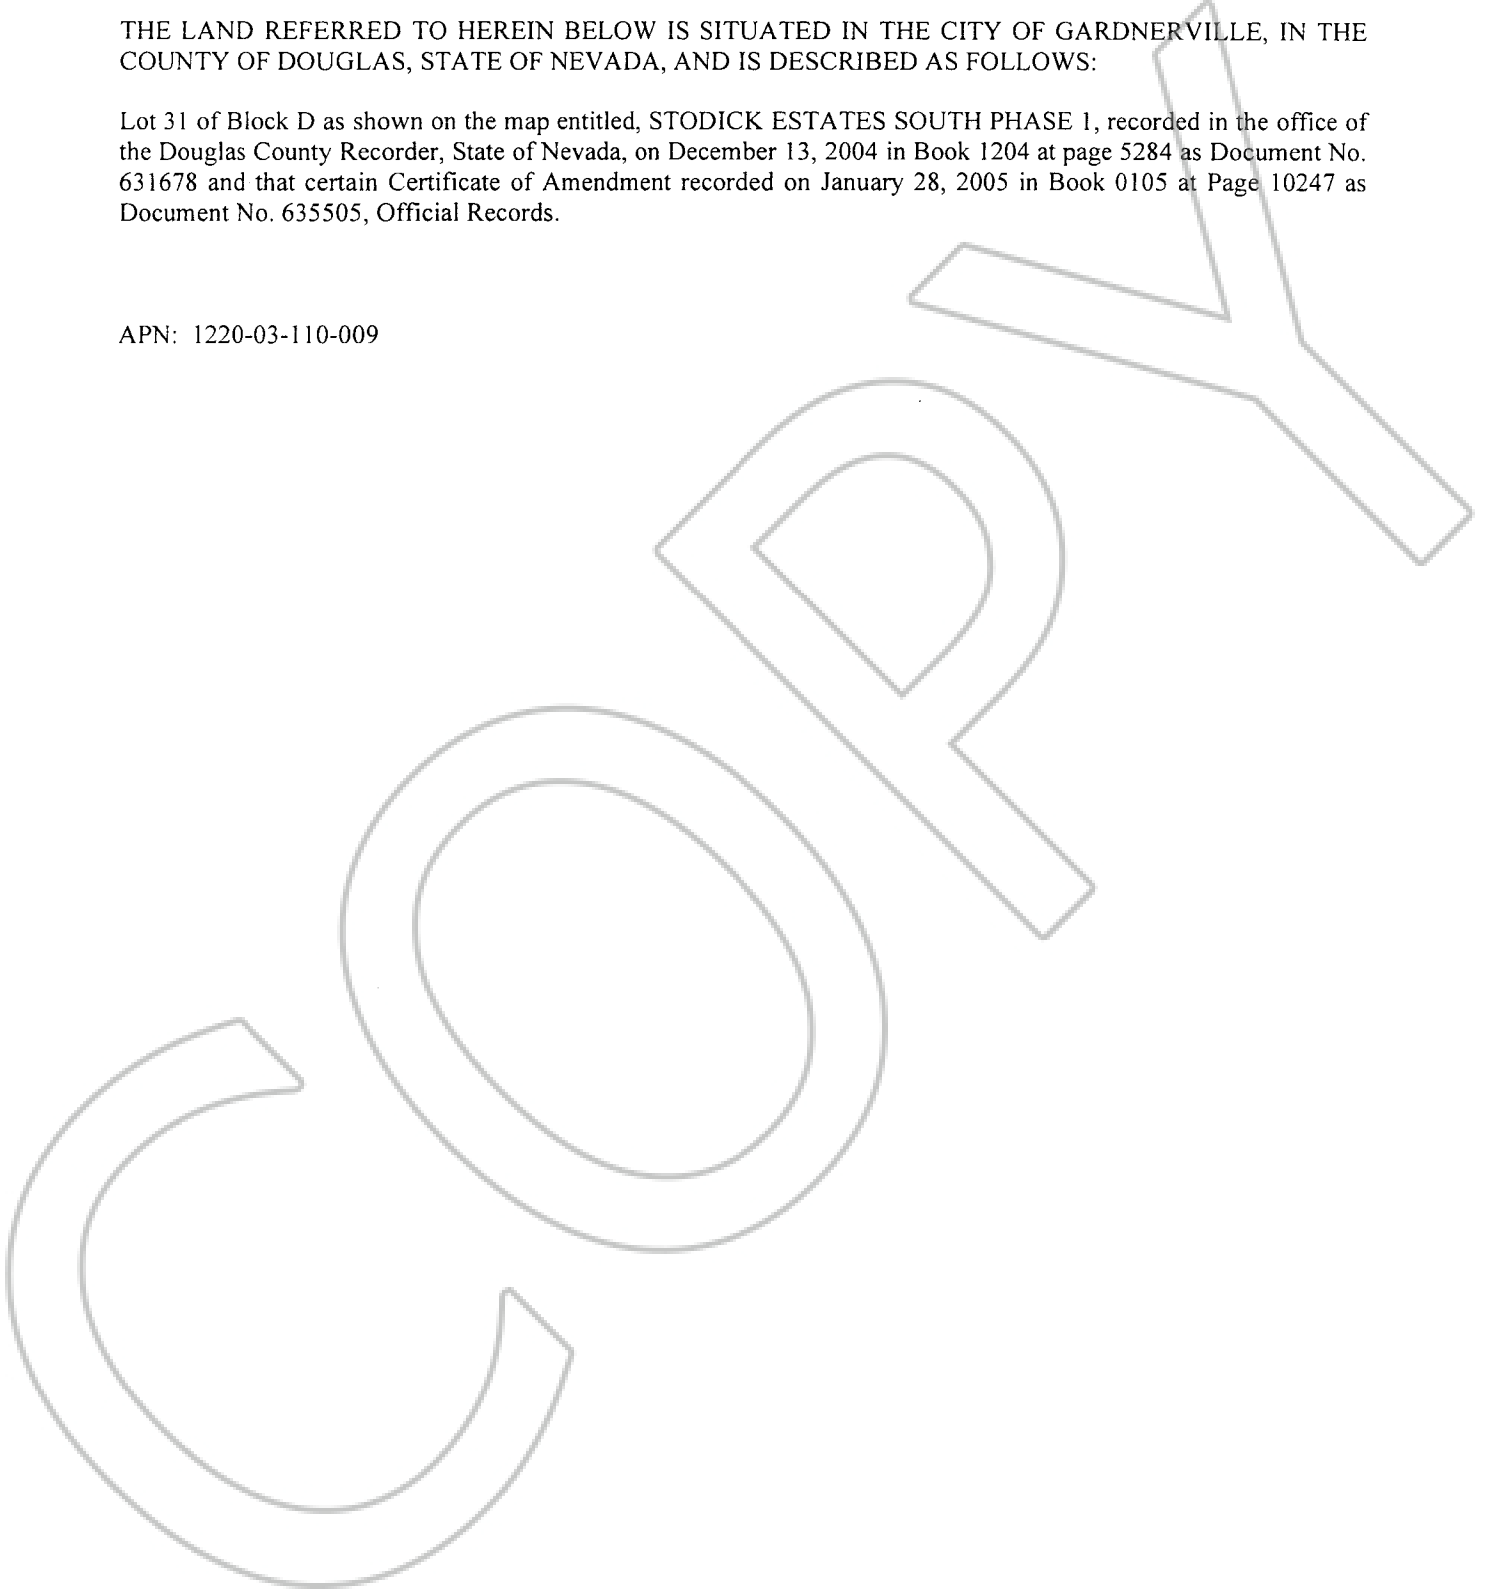 THE LAND REFERRED TO HEREIN BELOW IS SITUATED IN THE CITY OF GARDNERVILLE, IN THE
COUNTY OF DOUGLAS, STATE OF NEVADA, AND IS DESCRIBED AS FOLLOWS:
Lot 31 of Block D as shown on the map entitled, STODICK ESTATES SOUTH PHASE 1, recorded in the office of
the Douglas County Recorder, State of Nevada, on December 13, 2004 in Book 1204 at page 5284 as Document No.
631678 and that certain Certificate of Amendment recorded on January 28, 2005 in Book 0105 at Page 10247 as
Document No. 635505, Official Records.
APN: 1220-03-110-009
COPY